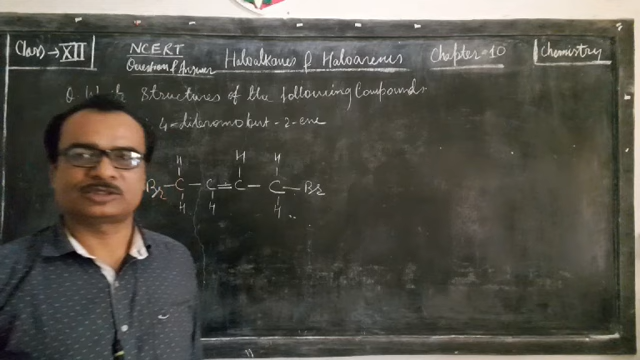 Class → XII
NCERT
Question & Answer
Haloalkanes & Haloarenes
Chapter-10
Chemistry
Q. Structures of the following Compounds
4-dibromobut-2-ene
H H H
Br-C-C=C-C-Br
H H H